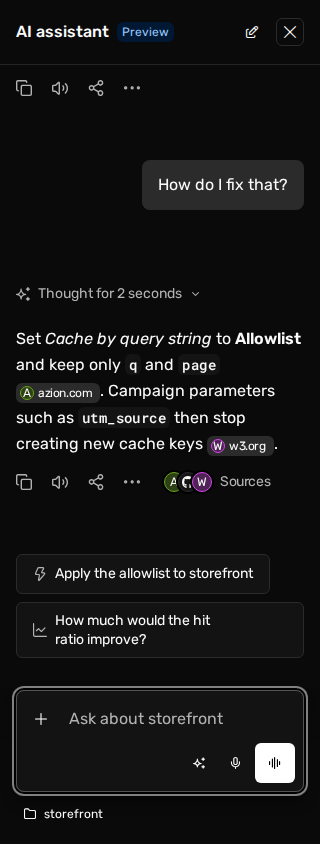 AI assistant Preview
How do I fix that?
Thought for 2 seconds
Set Cache by query string to Allowlist
and keep only q and page
A azion.com. Campaign parameters
such as utm_source then stop
creating new cache keys W w3.org.
A W Sources
Apply the allowlist to storefront
How much would the hit
ratio improve?
Ask about storefront
storefront